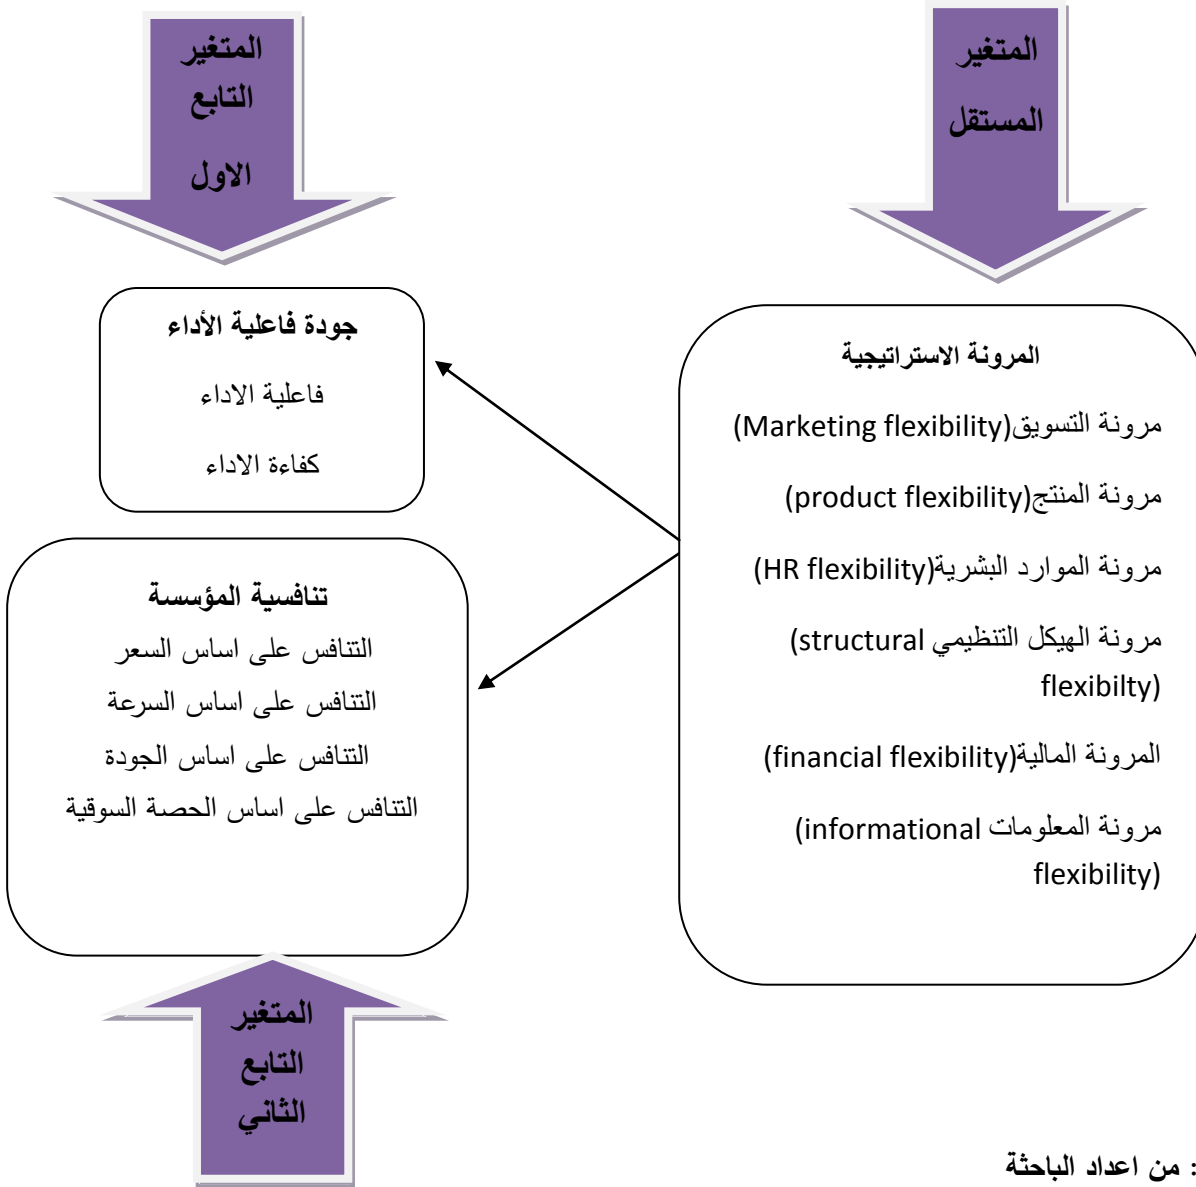 المتغير
المستقل
المتغير
التابع
الاول
المرونة الاستراتيجية
مرونة التسويق(Marketing flexibility)
مرونة المنتج(product flexibility)
مرونة الموارد البشرية(HR flexibility)
مرونة الهيكل التنظيمي (structural
flexibilty)
المرونة المالية(financial flexibility)
مرونة المعلومات (informational
flexibility)
جودة فاعلية الأداء
فاعلية الاداء
كفاءة الاداء
تنافسية المؤسسة
التنافس على اساس السعر
التنافس على اساس السرعة
التنافس على اساس الجودة
التنافس على اساس الحصة السوقية
المتغير
التابع
الثاني
: من اعداد الباحثة